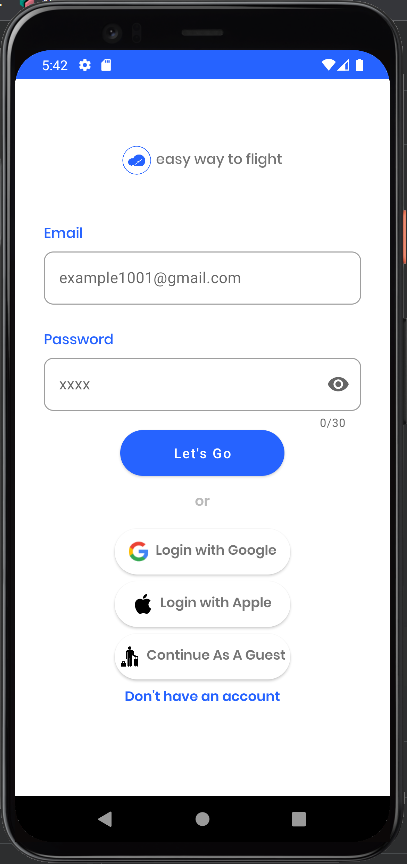 5:42
easy way to flight
Email
example1001@gmail.com
Password
xxxx
0/30
Let's Go
or
Login with Google
Login with Apple
Continue As A Guest
Don't have an account